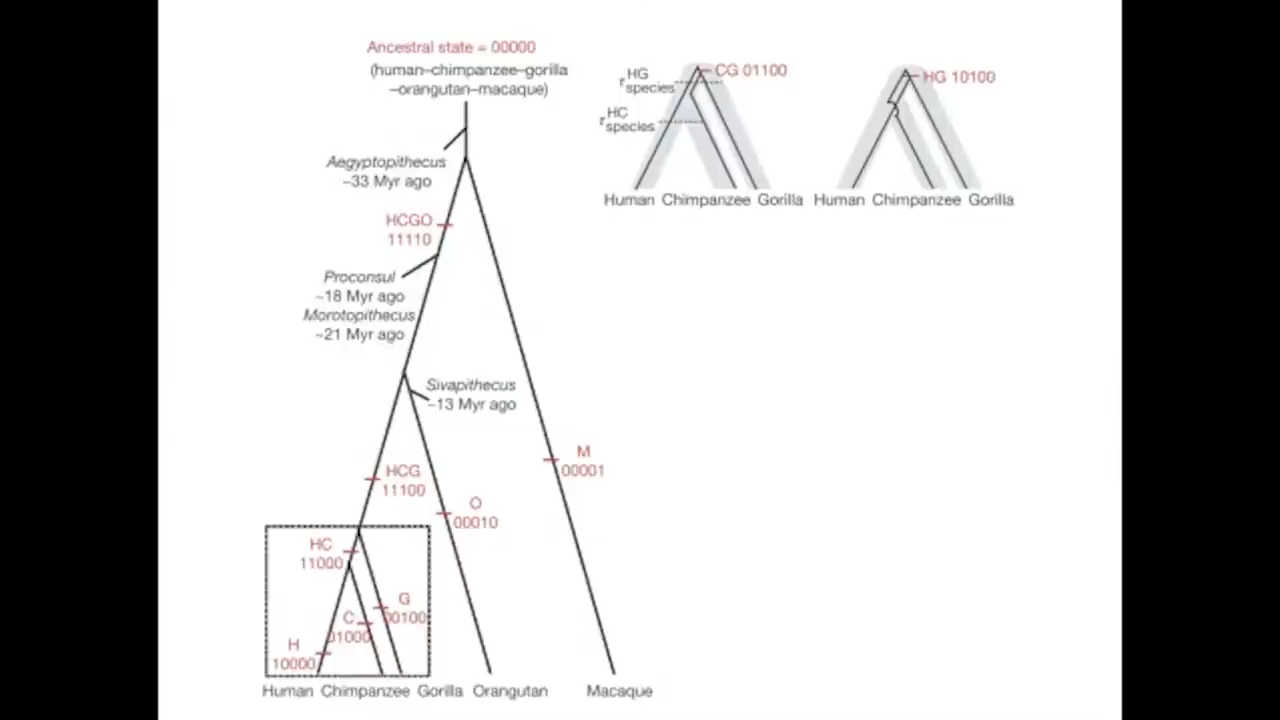 Ancestral state = 00000
(human–chimpanzee–gorilla
–orangutan–macaque)
Aegyptopithecus
~33 Myr ago
HCGO
11110
Proconsul
~18 Myr ago
Morotopithecus
~21 Myr ago
Sivapithecus
~13 Myr ago
HCG
11100
M
00001
O
00010
HC
11000
G
00100
C
01000
H
10000
Human Chimpanzee Gorilla Orangutan Macaque
τ HG species
CG 01100
τ HC species
Human Chimpanzee Gorilla
HG 10100
Human Chimpanzee Gorilla